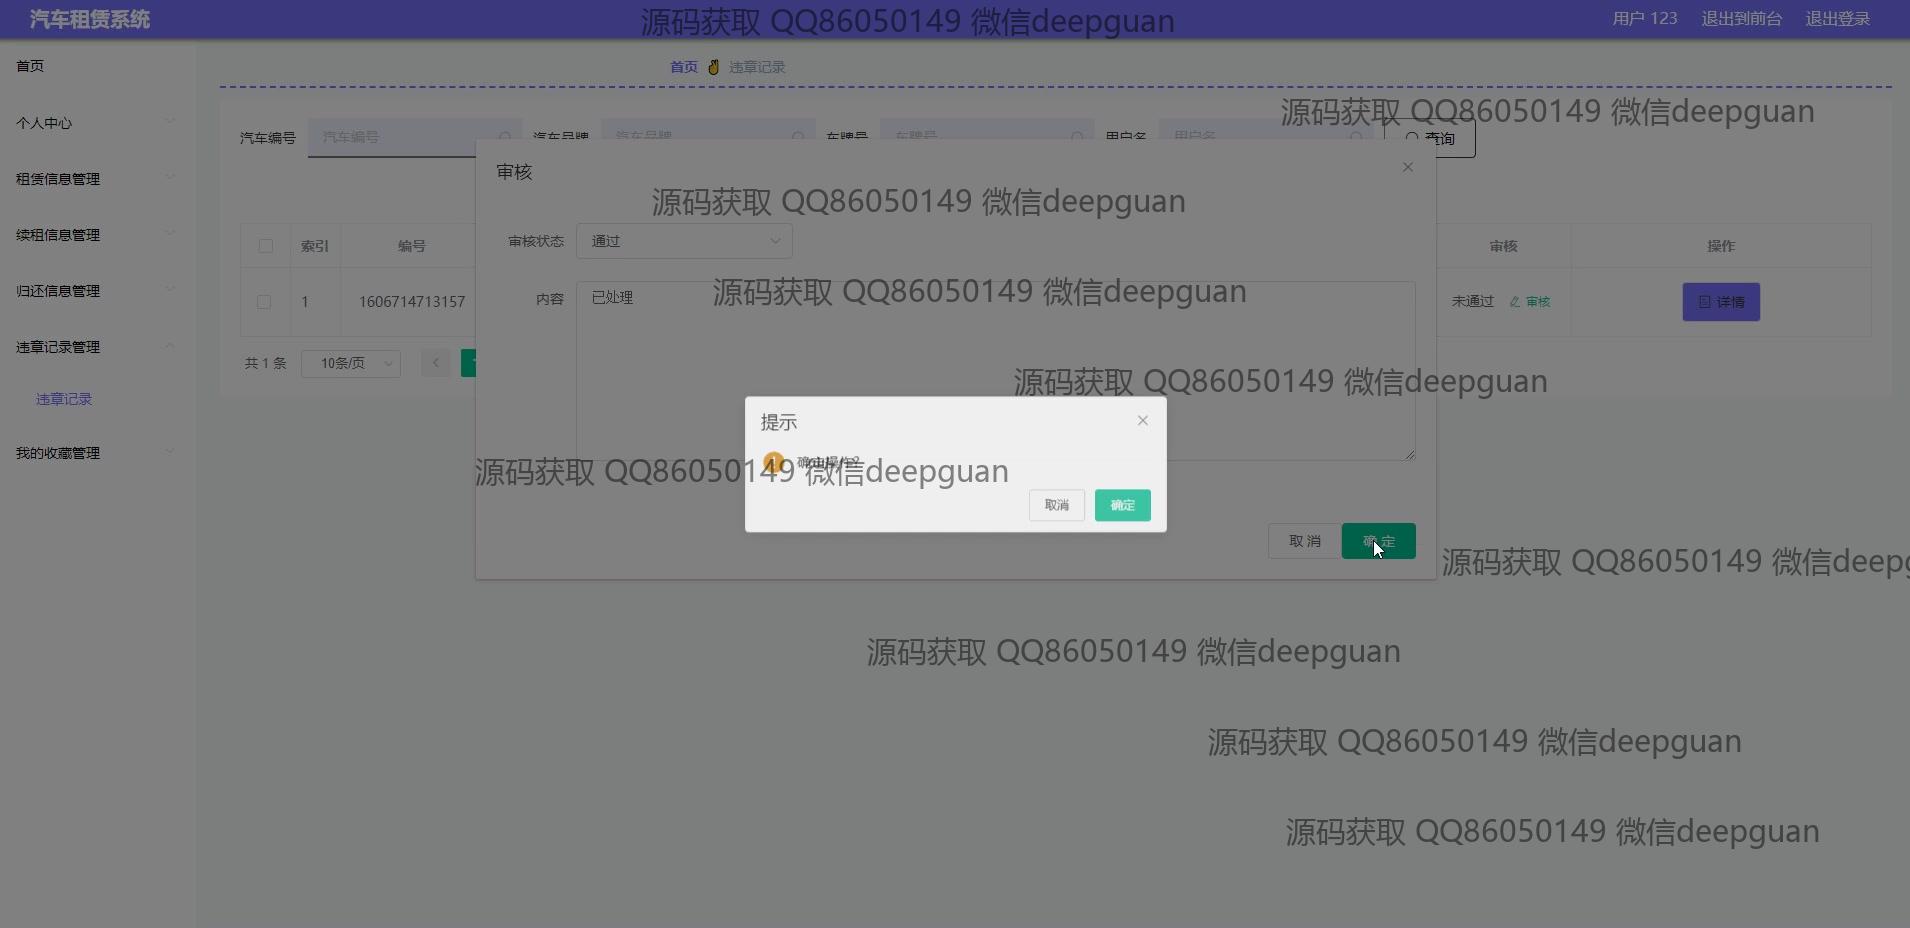 汽车租赁系统
用户 123
退出到前台
退出登录
源码获取 QQ86050149 微信deepguan
首页
违章记录
首页
个人中心
租赁信息管理
续租信息管理
归还信息管理
违章记录管理
违章记录
我的收藏管理
源码获取 QQ86050149 微信deepguan
汽车编号
汽车编号
汽车品牌
汽车品牌
车牌号
车牌号
用户名
用户名
查询
审核
源码获取 QQ86050149 微信deepguan
索引
编号
审核状态
通过
审核
操作
内容
已处理
源码获取 QQ86050149 微信deepguan
1
1606714713157
未通过
审核
详情
共 1 条
10条/页
源码获取 QQ86050149 微信deepguan
提示
确定操作?
源码获取 QQ86050149 微信deepguan
取消
确定
取 消
确 定
源码获取 QQ86050149 微信deepg
源码获取 QQ86050149 微信deepguan
源码获取 QQ86050149 微信deepguan
源码获取 QQ86050149 微信deepguan